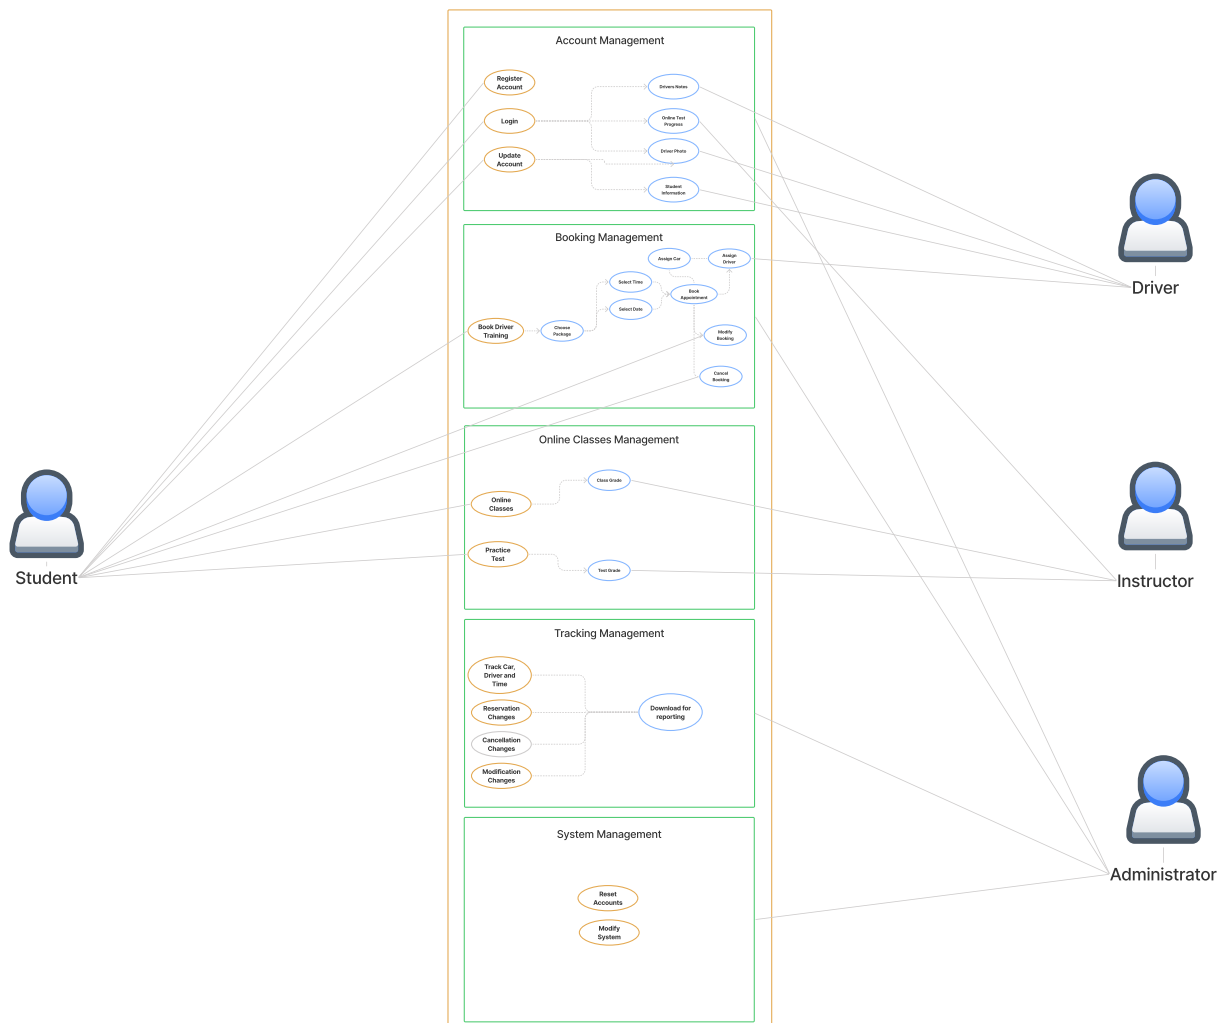 Account Management
Register
Account
Drivers Notes
Login
Online Test
Progress
Driver Photo
Update
Account
Student
Information
Booking Management
Assign Car
Assign
Driver
Select Time
Book
Appointment
Select Date
Book Driver
Training
Choose
Package
Modify
Booking
Cancel
Booking
Driver
Online Classes Management
Class Grade
Online
Classes
Practice
Test
Test Grade
Student
Instructor
Tracking Management
Track Car,
Driver and
Time
Reservation
Changes
Download for
reporting
Cancellation
Changes
Modification
Changes
System Management
Reset
Accounts
Modify
System
Administrator